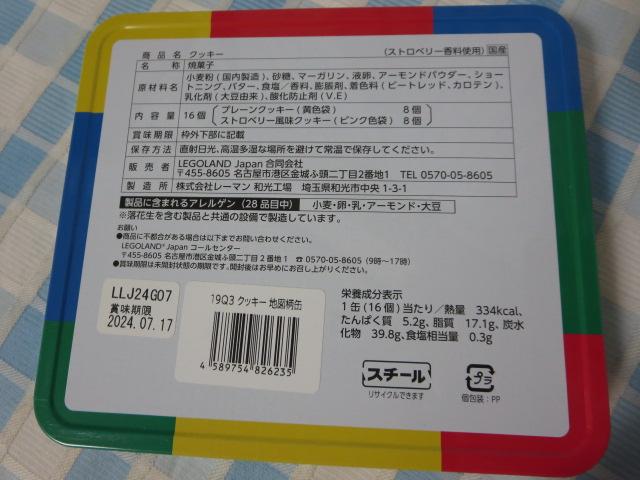 商品名 クッキー (ストロベリー香料使用) 国産
名称 焼菓子
原材料名 小麦粉(国内製造)、砂糖、マーガリン、液卵、アーモンドパウダー、ショー
トニング、バター、食塩/香料、膨脹剤、着色料(ビートレッド、カロテン)、
乳化剤(大豆由来)、酸化防止剤(V.E)
内容量 16個 プレーンクッキー(黄色袋) 8個
ストロベリー風味クッキー(ピンク色袋) 8個
賞味期限 枠外下部に記載
保存方法 直射日光、高温多湿な場所を避けて常温で保存してください。
販売者 LEGOLAND Japan 合同会社
〒455-8605 名古屋市港区金城ふ頭二丁目2番地1 TEL 0570-05-8605
製造所 株式会社レーマン 和光工場 埼玉県和光市中央 1-3-1
製品に含まれるアレルゲン(28品目中) 小麦・卵・乳・アーモンド・大豆
※落花生を含む製品と共通の設備で製造しています。
お願い
●商品に不都合がある場合は以下までお問い合わせください。
LEGOLAND® Japan コールセンター
〒455-8605 名古屋市港区金城ふ頭二丁目2番地1 ☎0570-05-8605 (9時〜17時)
●賞味期限は未開封状態の期限です。開封後はお早めにお召し上がりください。
LLJ24G07
賞味期限
2024.07.17
19Q3 クッキー 地図柄缶
4589754826235
栄養成分表示
1缶(16個)当たり/熱量 334kcal、
たんぱく質 5.2g、脂質 17.1g、炭水
化物 39.8g、食塩相当量 0.3g
スチール
リサイクルできます
プラ
個包装:PP